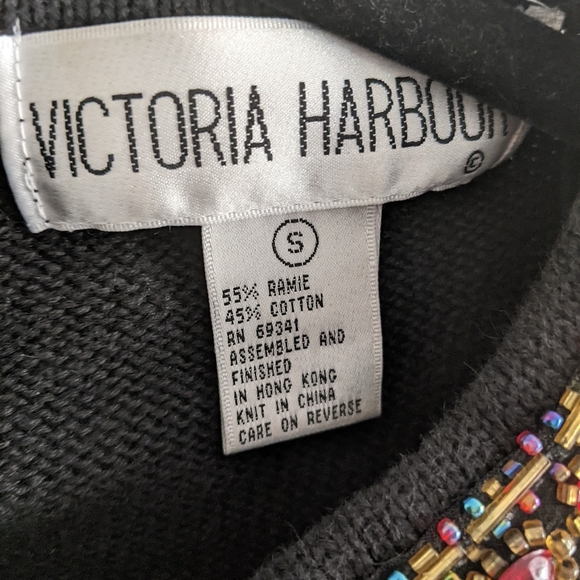 VICTORIA HARBOUR
©
S
55% RAMIE
45% COTTON
RN 69341
ASSEMBLED AND
FINISHED
IN HONG KONG
KNIT IN CHINA
CARE ON REVERSE